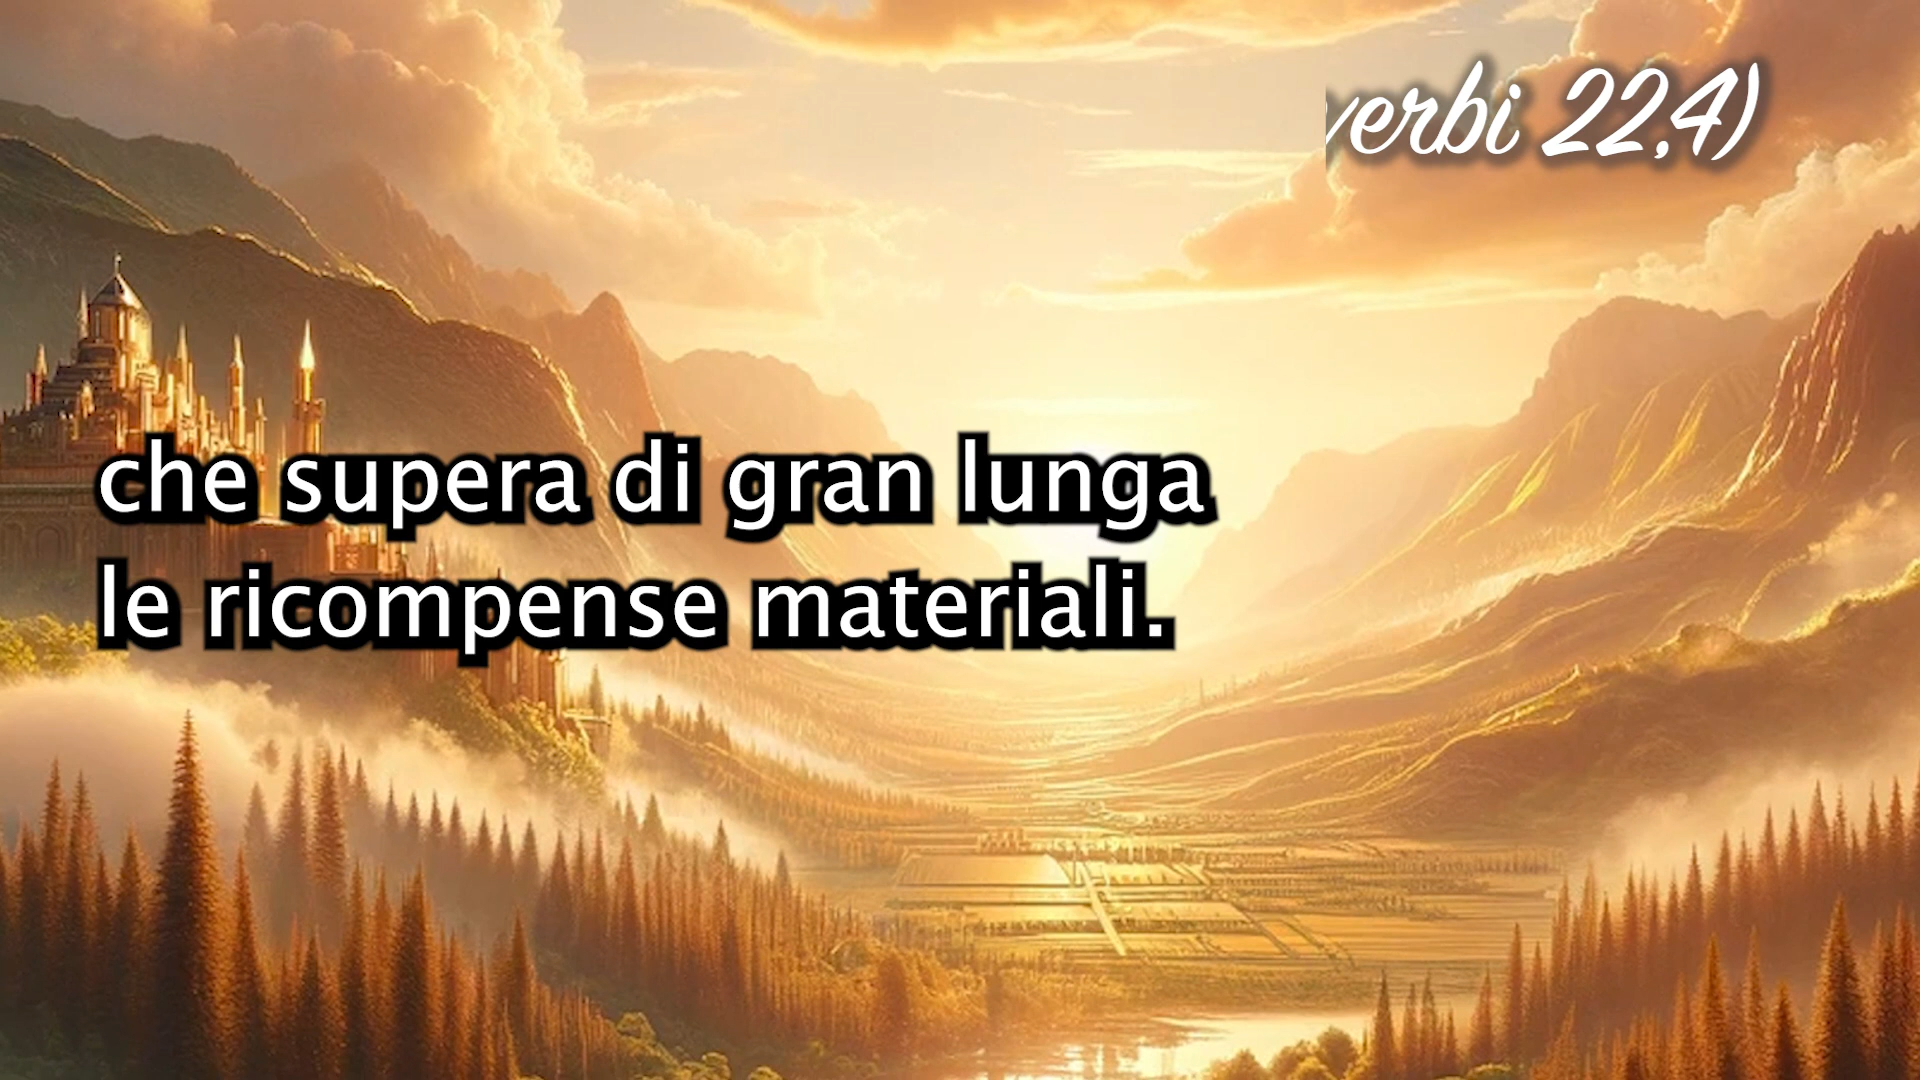 verbi 22,4)
che supera di gran lunga
le ricompense materiali.